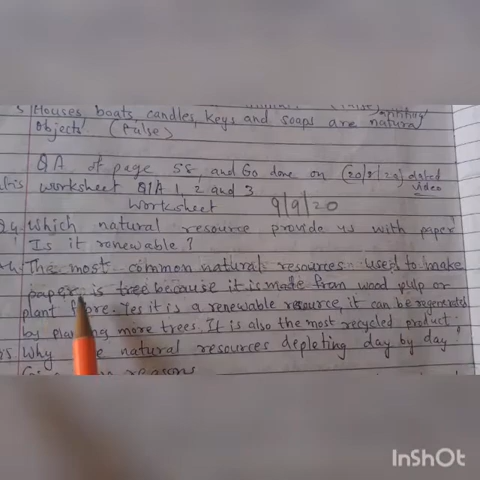 Houses, boats, candles, keys and soaps are natural
objects. (False)
QA of page 58, and 60 done on (20/8/20) dated
video
this worksheet Q/A 1, 2 and 3
Worksheet 9/9/20
Q4 Which natural resource provide us with paper
Is it renewable?
The most common natural resources used to make
paper is tree because it is made from wood pulp or
plant fibre. Yes it is a renewable resource, it can be regenerated
by planting more trees. It is also the most recycled product.
Why the natural resources depleting day by day?
reasons
InShOt